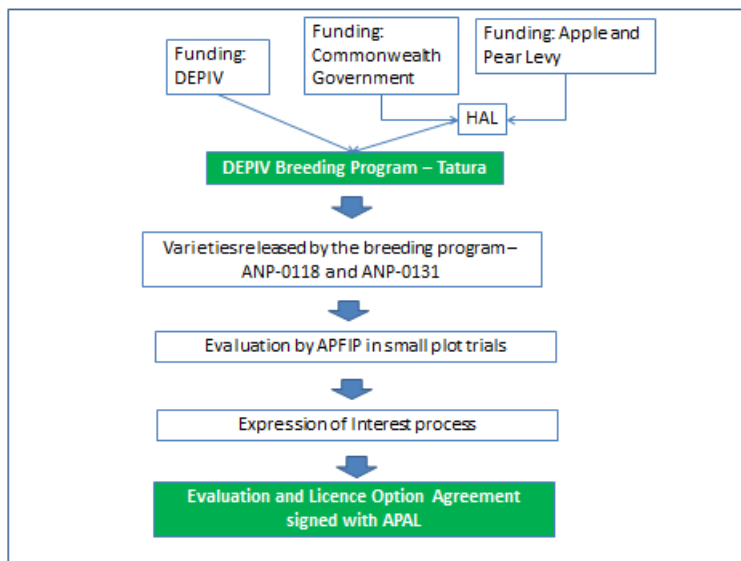 Funding:
DEPIV
Funding:
Commonwealth
Government
Funding: Apple and
Pear Levy
HAL
DEPIV Breeding Program – Tatura
Varietiesreleased by the breeding program –
ANP-0118 and ANP-0131
Evaluation by APFIP in small plot trials
Expression of Interest process
Evaluation and Licence Option Agreement
signed with APAL